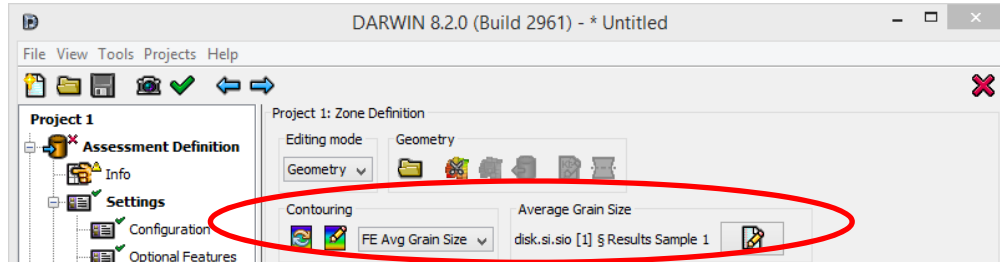 DARWIN 8.2.0 (Build 2961) - * Untitled
File View Tools Projects Help
Project 1
Assessment Definition
Info
Settings
Configuration
Optional Features
Project 1: Zone Definition
Editing mode
Geometry
Geometry
Contouring
Average Grain Size
FE Avg Grain Size
disk.si.sio [1] § Results Sample 1